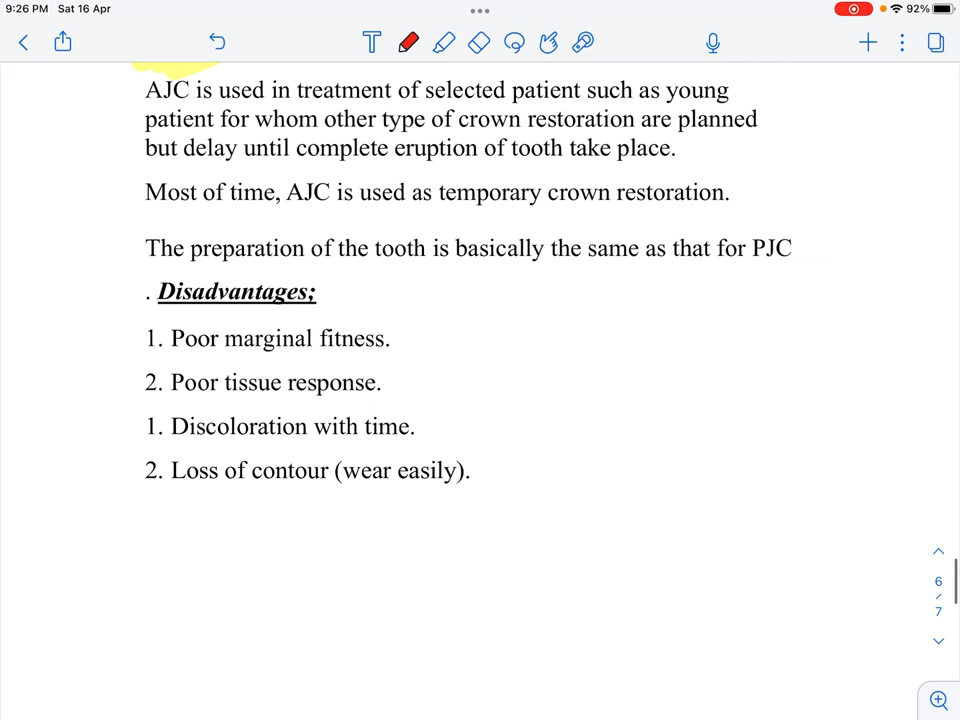 9:26 PM Sat 16 Apr
92%
AJC is used in treatment of selected patient such as young
patient for whom other type of crown restoration are planned
but delay until complete eruption of tooth take place.
Most of time, AJC is used as temporary crown restoration.
The preparation of the tooth is basically the same as that for PJC
. Disadvantages;
1. Poor marginal fitness.
2. Poor tissue response.
1. Discoloration with time.
2. Loss of contour (wear easily).
6
/
7